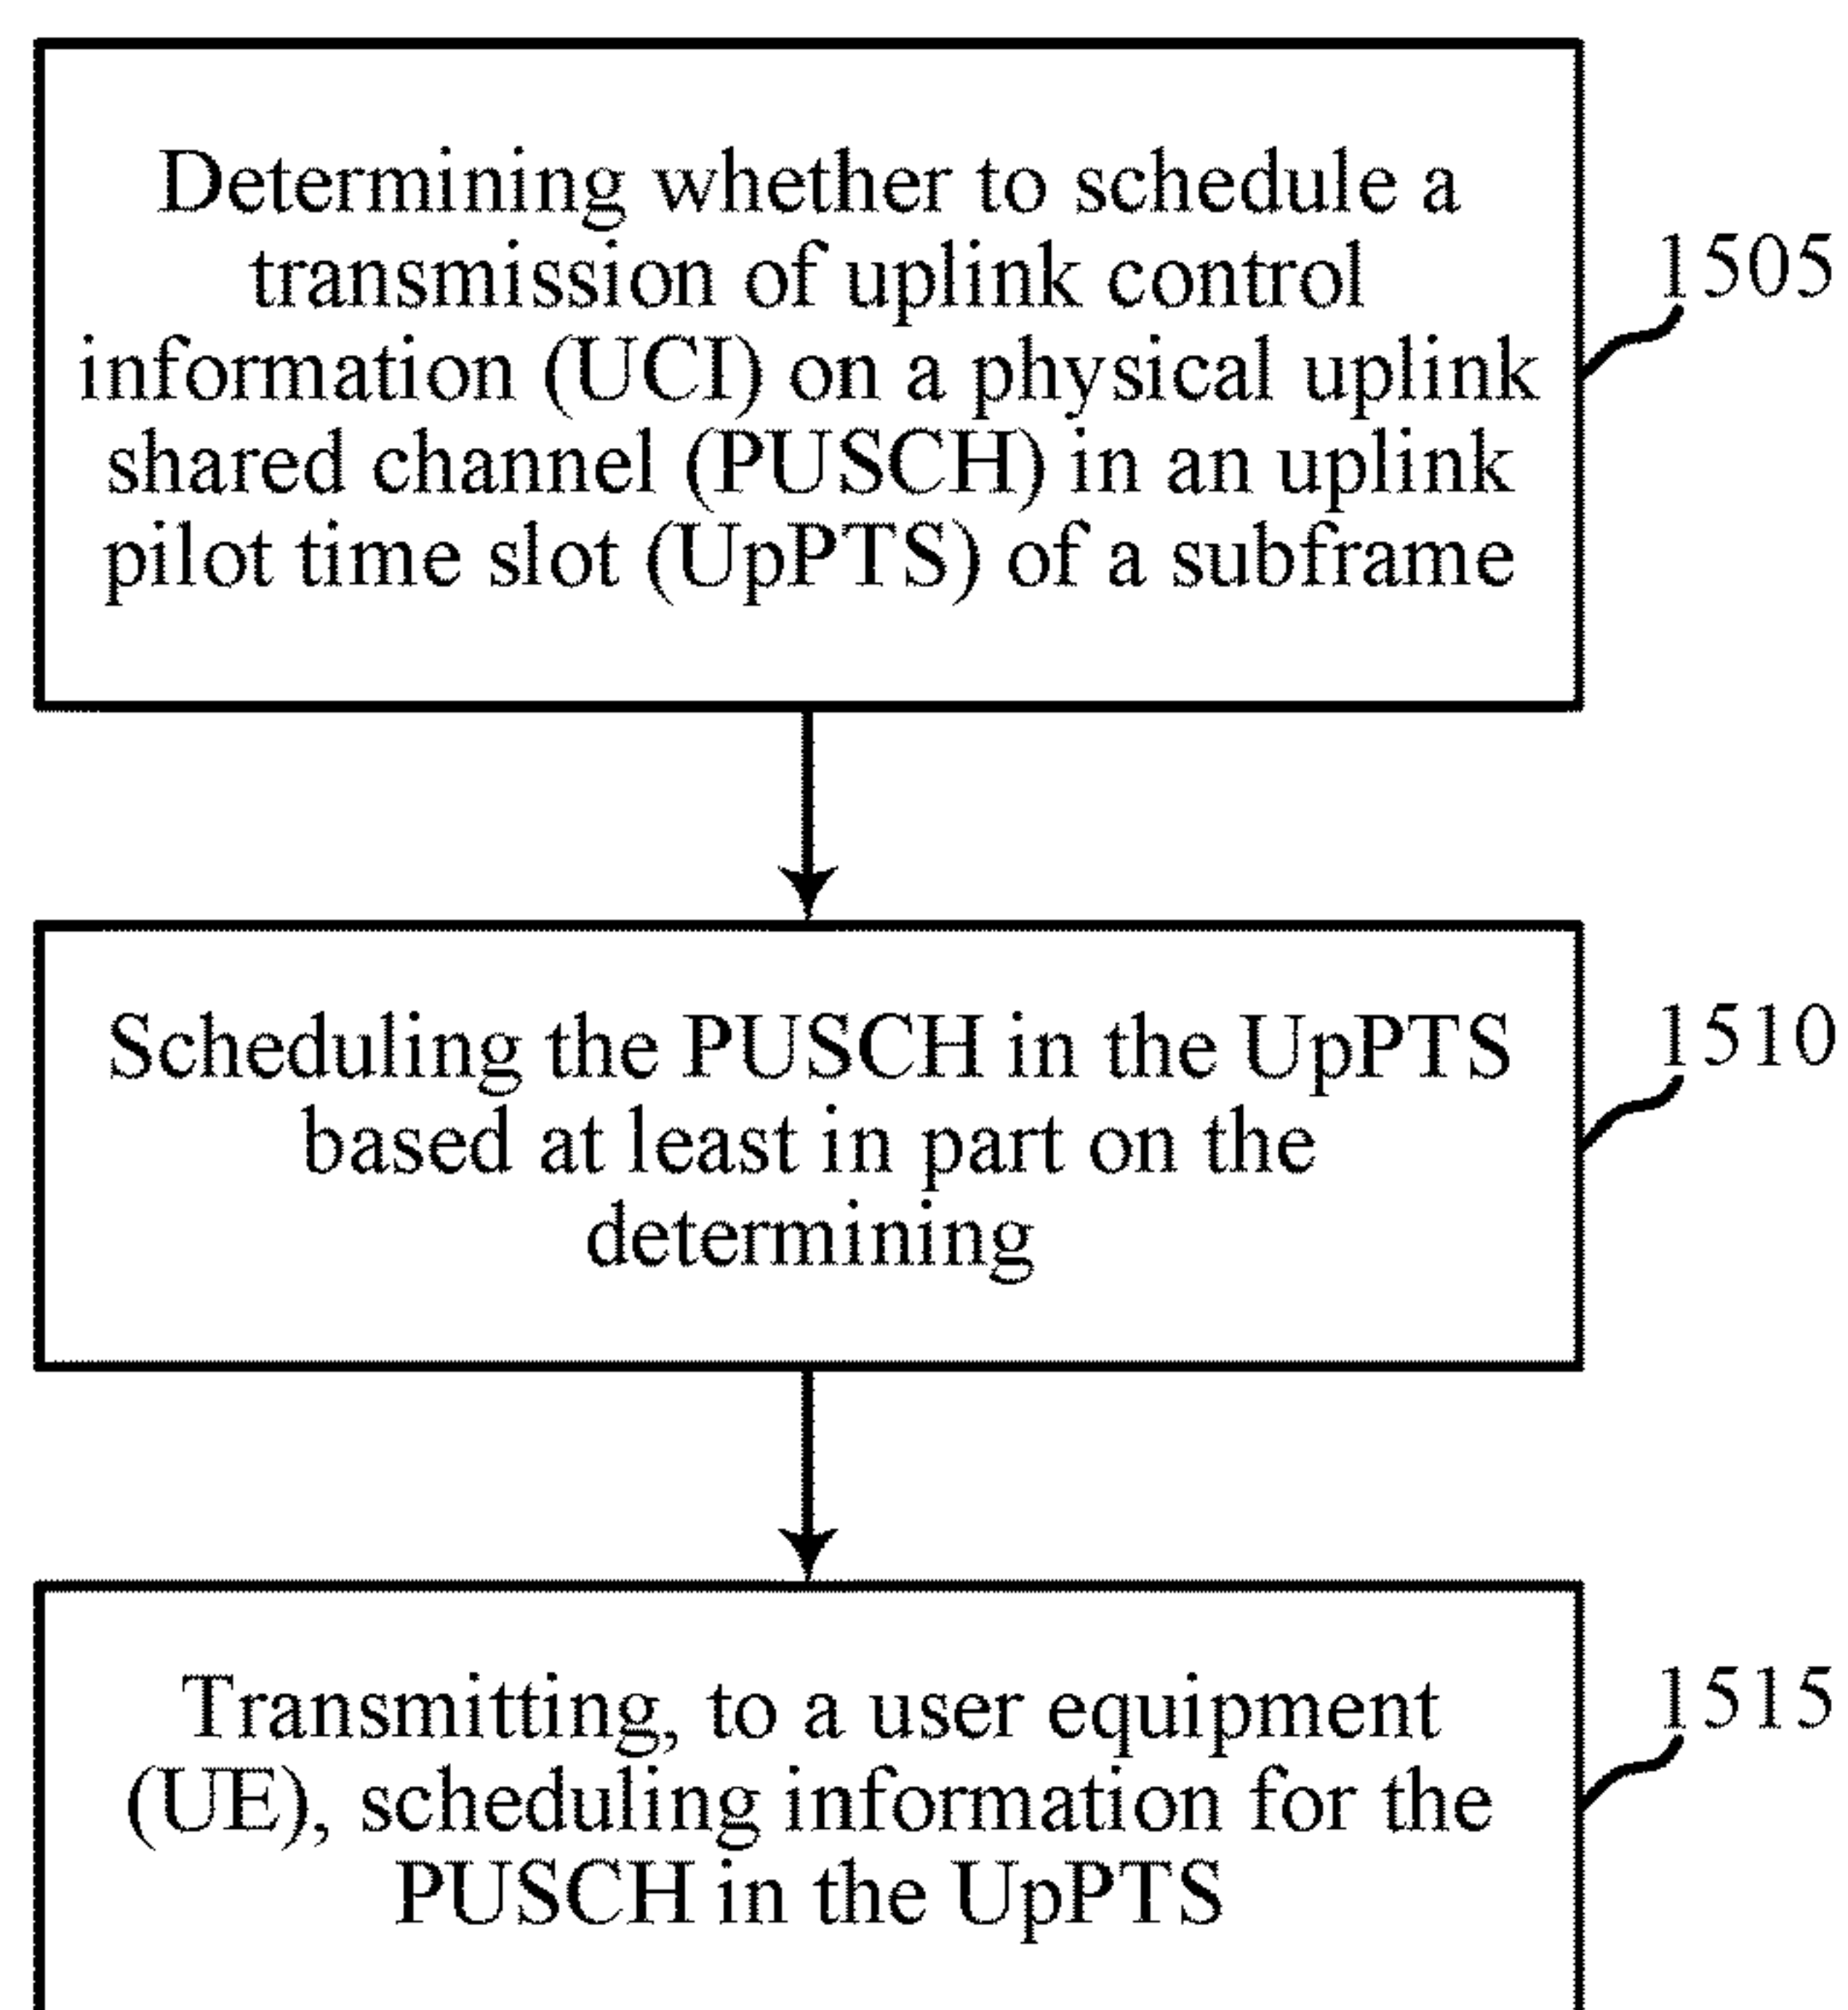 Determining whether to schedule a
transmission of uplink control
information (UCI) on a physical uplink
shared channel (PUSCH) in an uplink
pilot time slot (UpPTS) of a subframe
1505
Scheduling the PUSCH in the UpPTS
based at least in part on the
determining
1510
Transmitting, to a user equipment
(UE), scheduling information for the
PUSCH in the UpPTS
1515